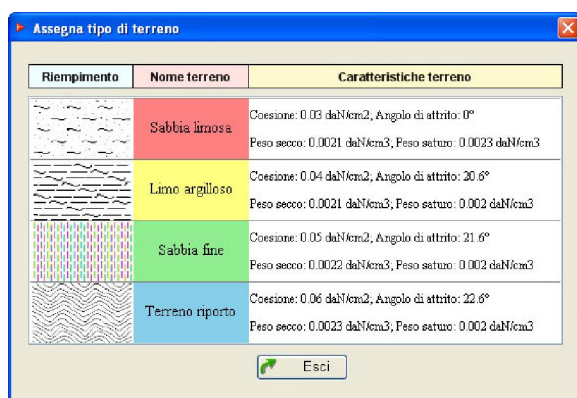 Assegna tipo di terreno
Riempimento Nome terreno Caratteristiche terreno
Sabbia limosa
Coesione: 0.03 daN/cm2; Angolo di attrito: 0°
Peso secco: 0.0021 daN/cm3; Peso saturo: 0.0023 daN/cm3
Limo argilloso
Coesione: 0.04 daN/cm2; Angolo di attrito: 20.6°
Peso secco: 0.0021 daN/cm3; Peso saturo: 0.002 daN/cm3
Sabbia fine
Coesione: 0.05 daN/cm2; Angolo di attrito: 21.6°
Peso secco: 0.0022 daN/cm3; Peso saturo: 0.002 daN/cm3
Terreno riporto
Coesione: 0.06 daN/cm2; Angolo di attrito: 22.6°
Peso secco: 0.0023 daN/cm3; Peso saturo: 0.002 daN/cm3
Esci